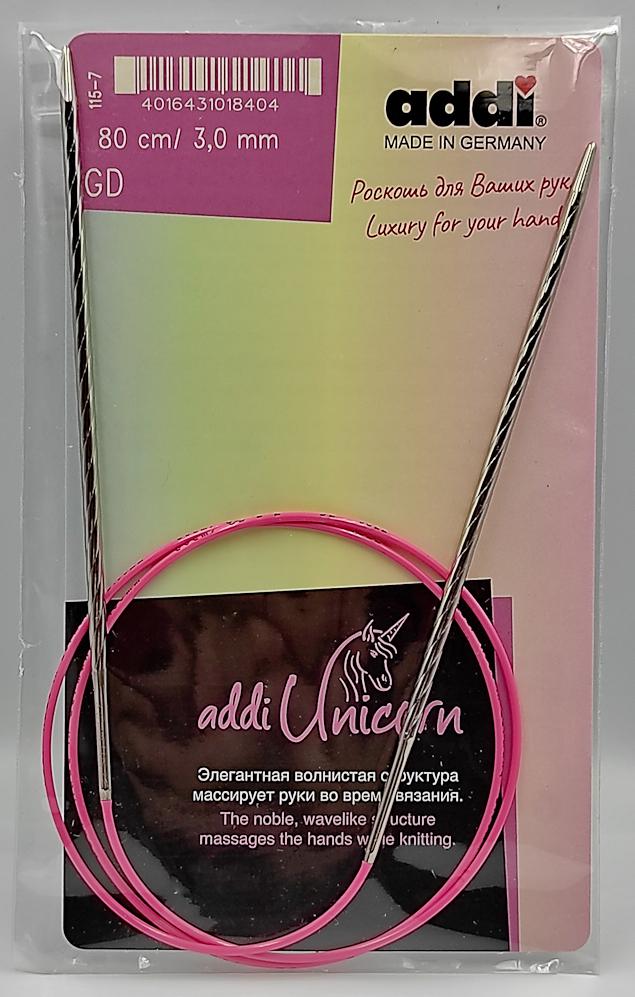 115-7
4016431018404
80 cm/ 3,0 mm
GD
addi®
MADE IN GERMANY
Роскошь для Ваших рук
Luxury for your hand
addi Unicorn
Элегантная волнистая структура
массирует руки во время вязания.
The noble, wavelike structure
massages the hands while knitting.